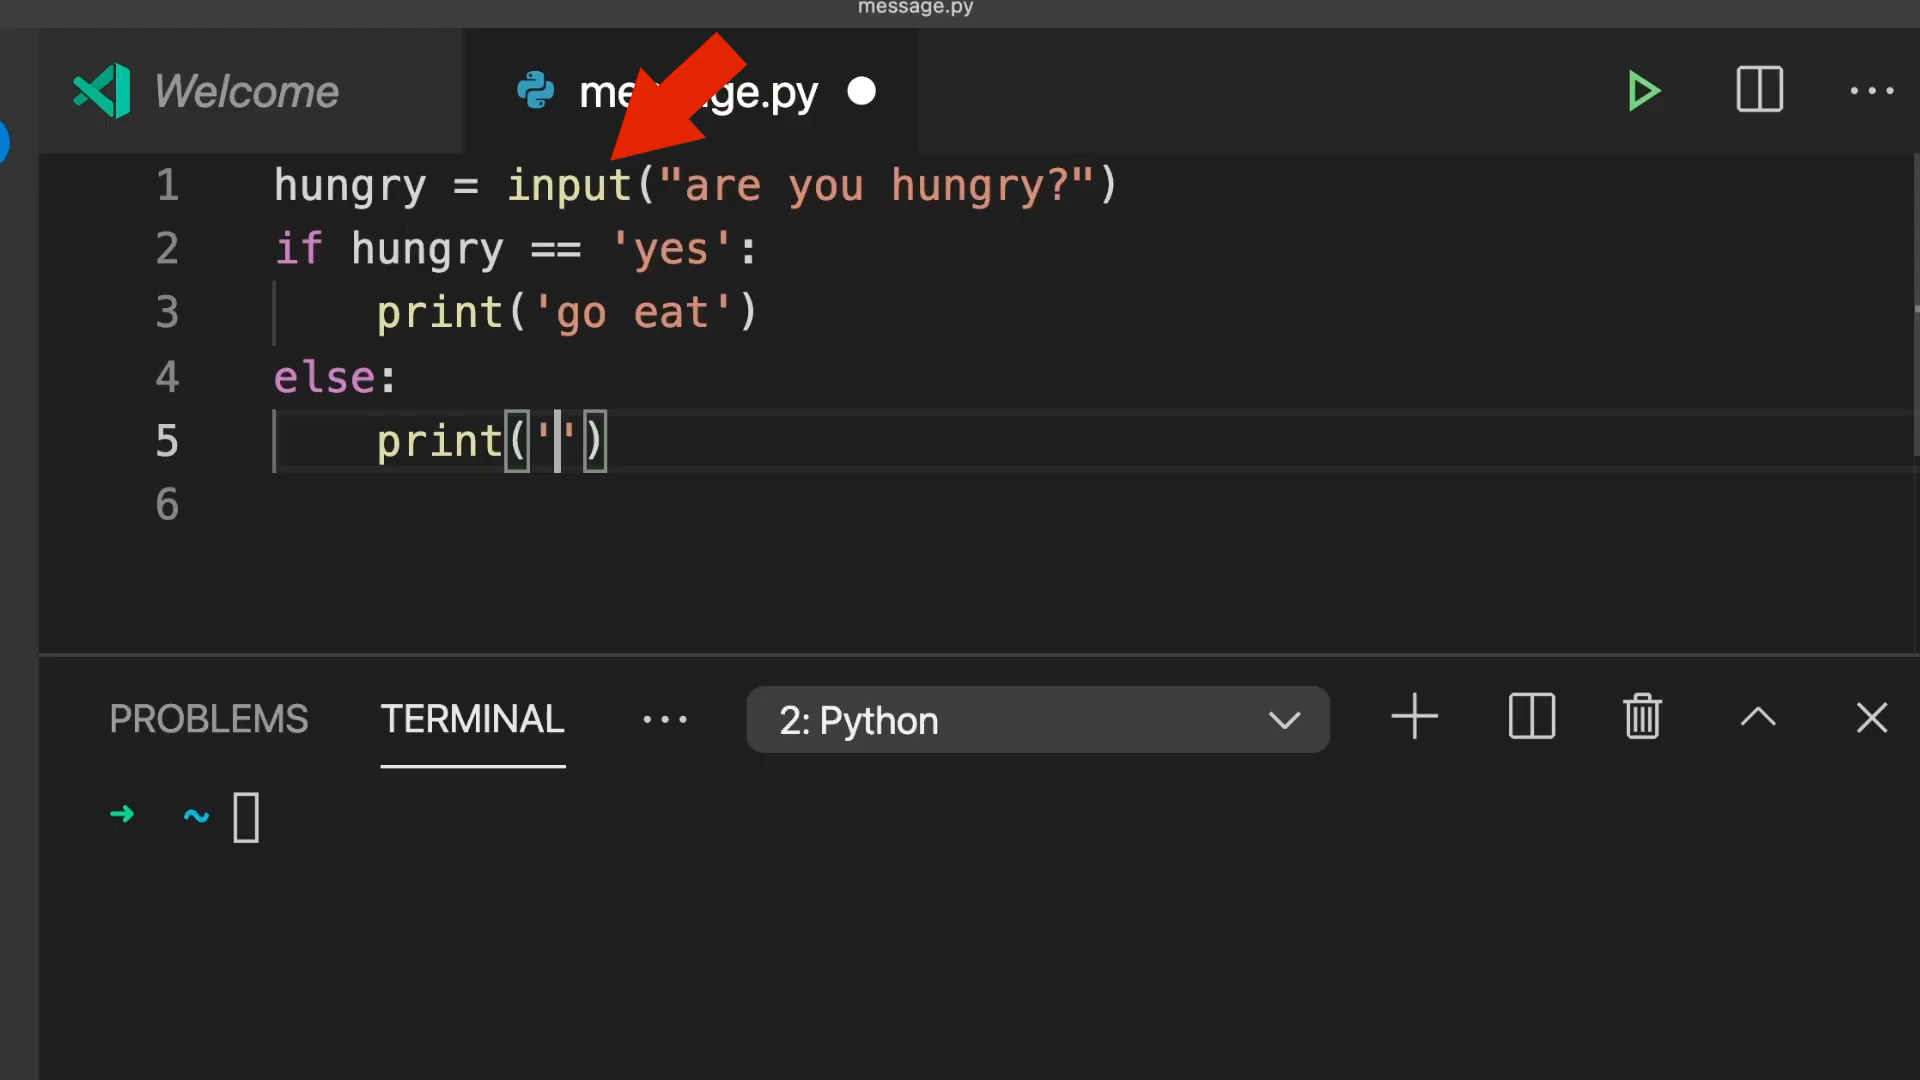 message.py
Welcome
me ge.py
1 hungry = input("are you hungry?")
2 if hungry == 'yes':
3 print('go eat')
4 else:
5 print('')
6
PROBLEMS TERMINAL ... 2: Python
~